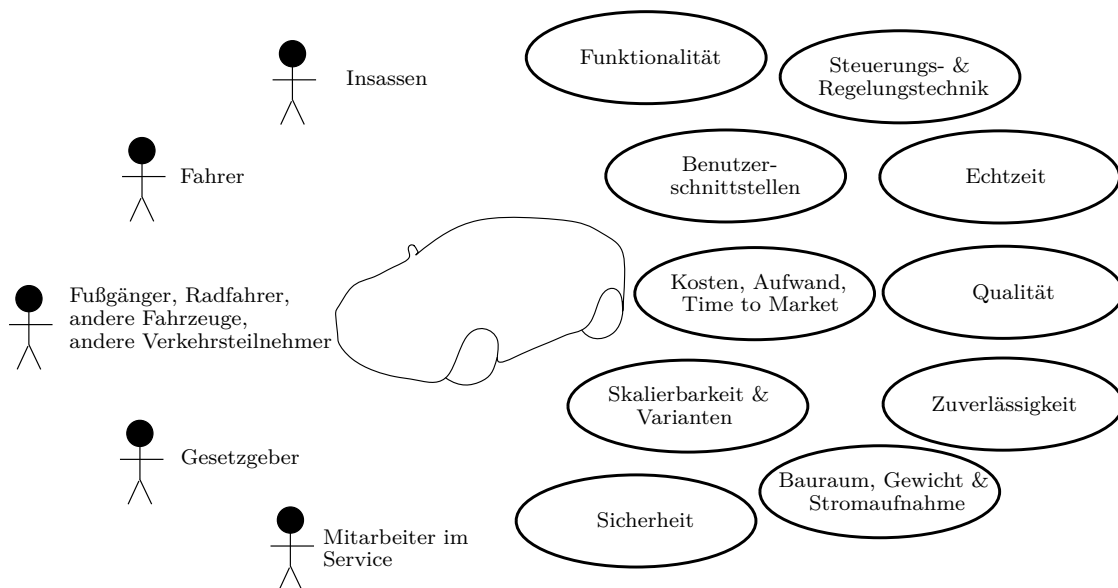 Insassen
Fahrer
Fußgänger, Radfahrer,
andere Fahrzeuge,
andere Verkehrsteilnehmer
Gesetzgeber
Mitarbeiter im
Service
Funktionalität
Steuerungs- &
Regelungstechnik
Benutzer-
schnittstellen
Echtzeit
Kosten, Aufwand,
Time to Market
Qualität
Skalierbarkeit &
Varianten
Zuverlässigkeit
Bauraum, Gewicht &
Stromaufnahme
Sicherheit